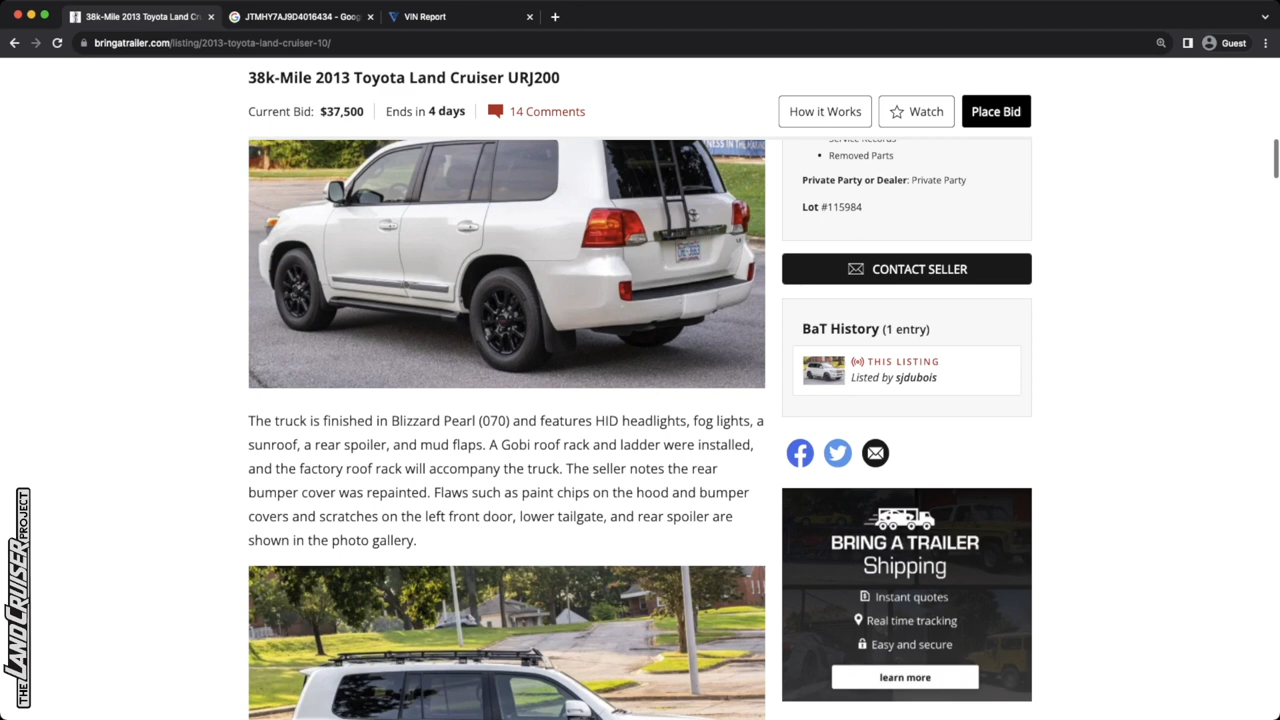 38k-Mile 2013 Toyota Land Cr
JTMHY7AJ9D4016434 - Goog
VIN Report
bringatrailer.com/listing/2013-toyota-land-cruiser-10/
Guest
38k-Mile 2013 Toyota Land Cruiser URJ200
Current Bid: $37,500
Ends in 4 days
14 Comments
How it Works
Watch
Place Bid
Service Records
• Removed Parts
Private Party or Dealer: Private Party
Lot #115984
CONTACT SELLER
BaT History (1 entry)
THIS LISTING
Listed by sjdubois
The truck is finished in Blizzard Pearl (070) and features HID headlights, fog lights, a
sunroof, a rear spoiler, and mud flaps. A Gobi roof rack and ladder were installed,
and the factory roof rack will accompany the truck. The seller notes the rear
bumper cover was repainted. Flaws such as paint chips on the hood and bumper
covers and scratches on the left front door, lower tailgate, and rear spoiler are
shown in the photo gallery.
BRING A TRAILER
Shipping
Instant quotes
Real time tracking
Easy and secure
learn more
THE LAND CRUISER PROJECT